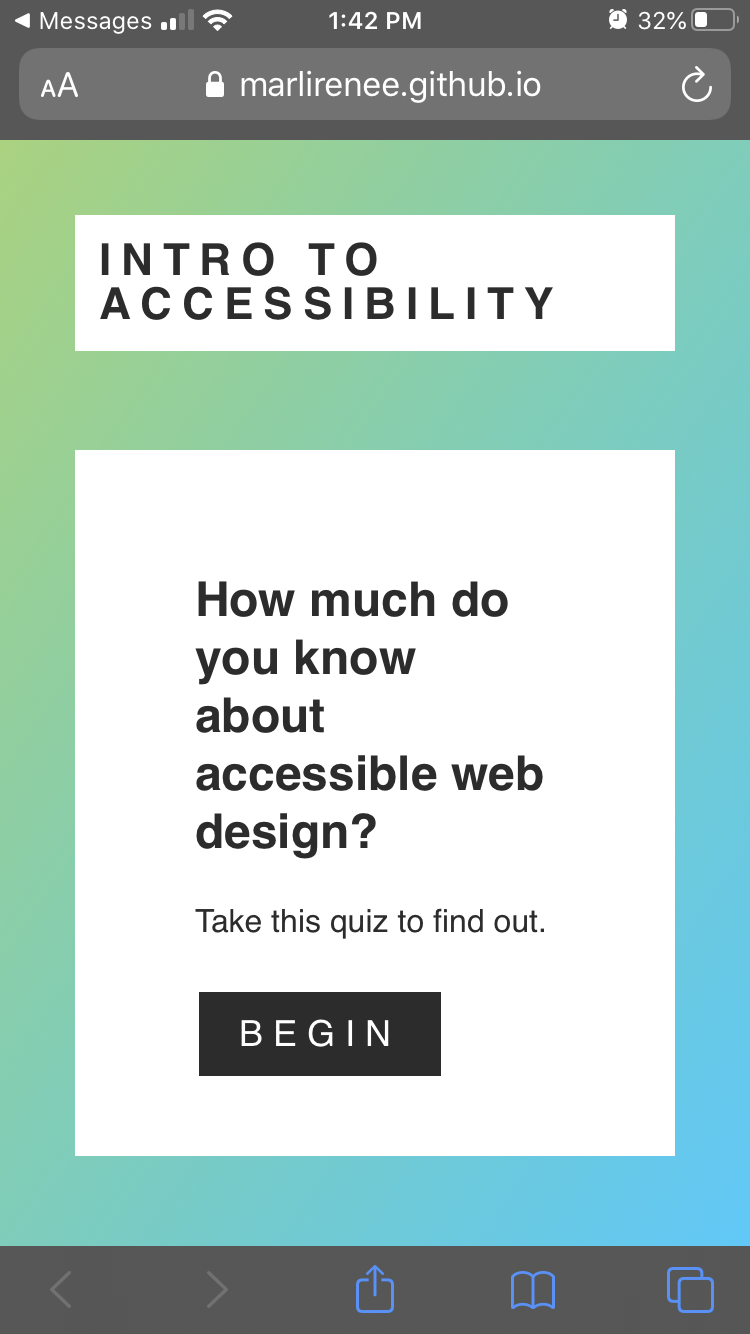 Messages 1:42 PM 32%
AA marlirenee.github.io
INTRO TO
ACCESSIBILITY
How much do
you know
about
accessible web
design?
Take this quiz to find out.
BEGIN